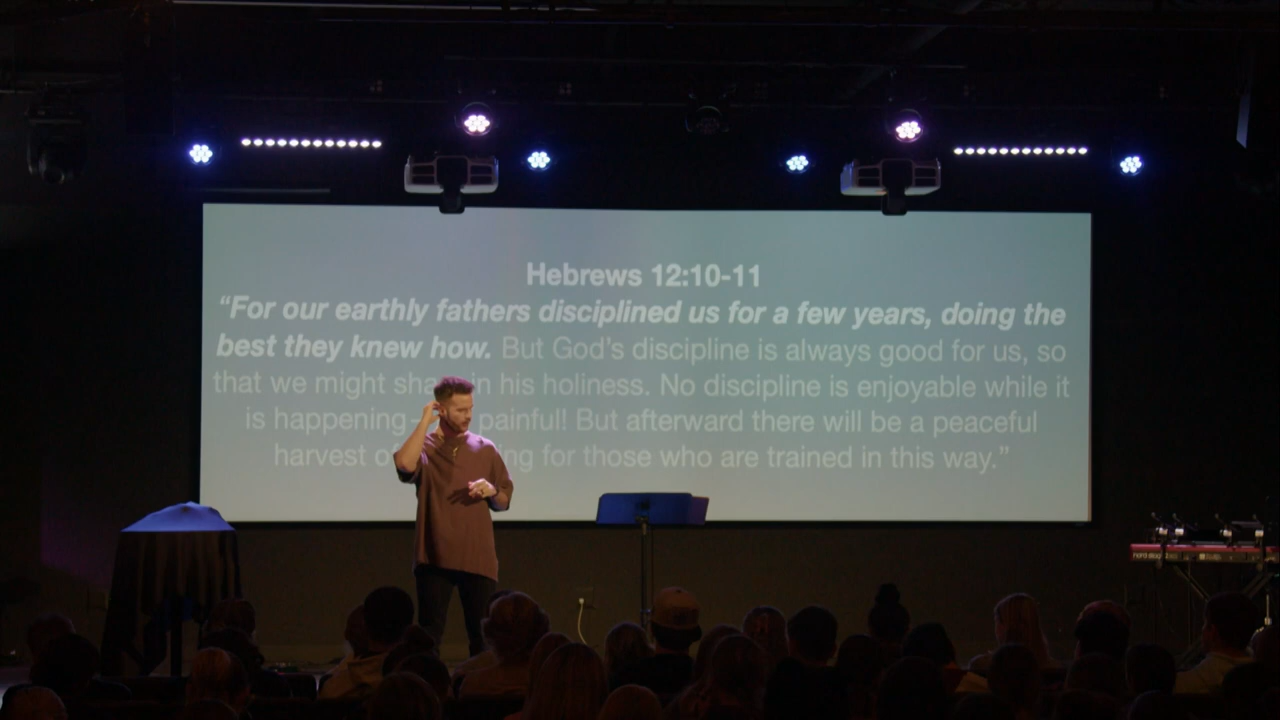 Hebrews 12:10-11
“For our earthly fathers disciplined us for a few years, doing the
best they knew how. But God's discipline is always good for us, so
that we might in his holiness. No discipline is enjoyable while it
is happening painful! But afterward there will be a peaceful
harvest for those who are trained in this way.”
nord stage